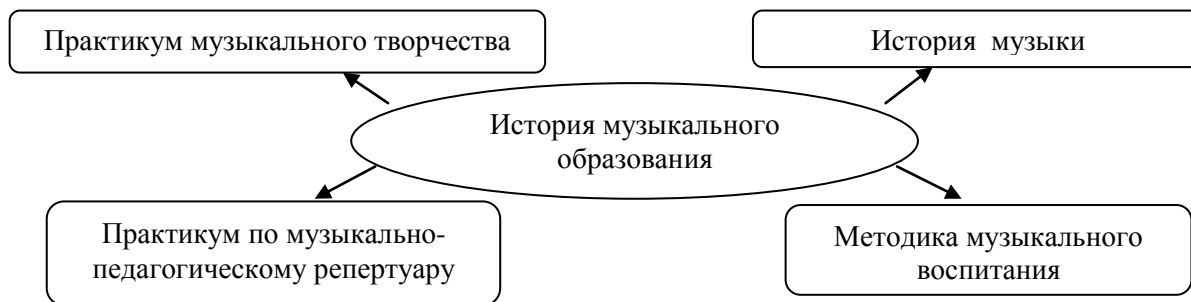 Практикум музыкального творчества
История музыки
История музыкального
образования
Практикум по музыкально-
педагогическому репертуару
Методика музыкального
воспитания